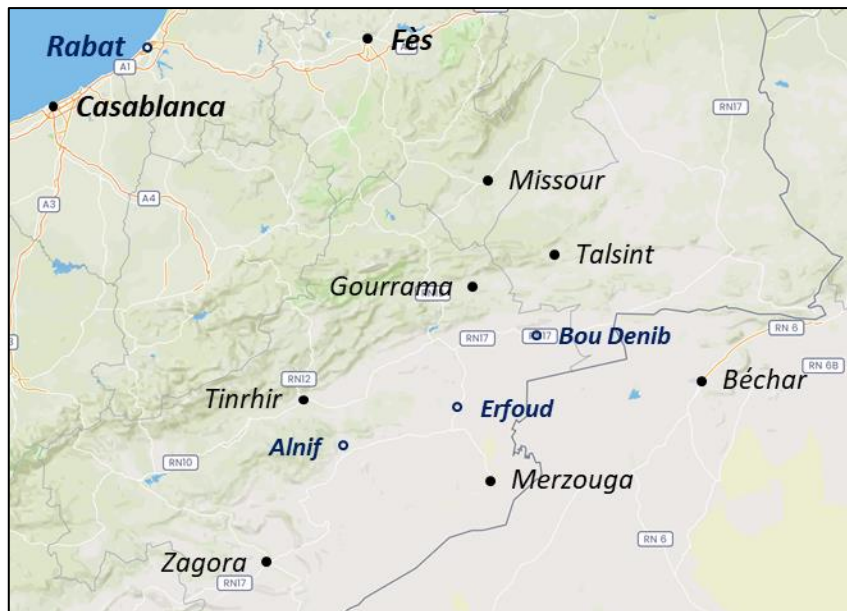 Rabat
Fès
A1
Casablanca
RN17
A3
A4
Missour
Talsint
Gourrama
RN17
RN17
Bou Denib
RN 6
RN 6B
RN12
Tinrhir
Erfoud
Béchar
Alnif
RN10
Merzouga
Zagora
RN17
RN 6